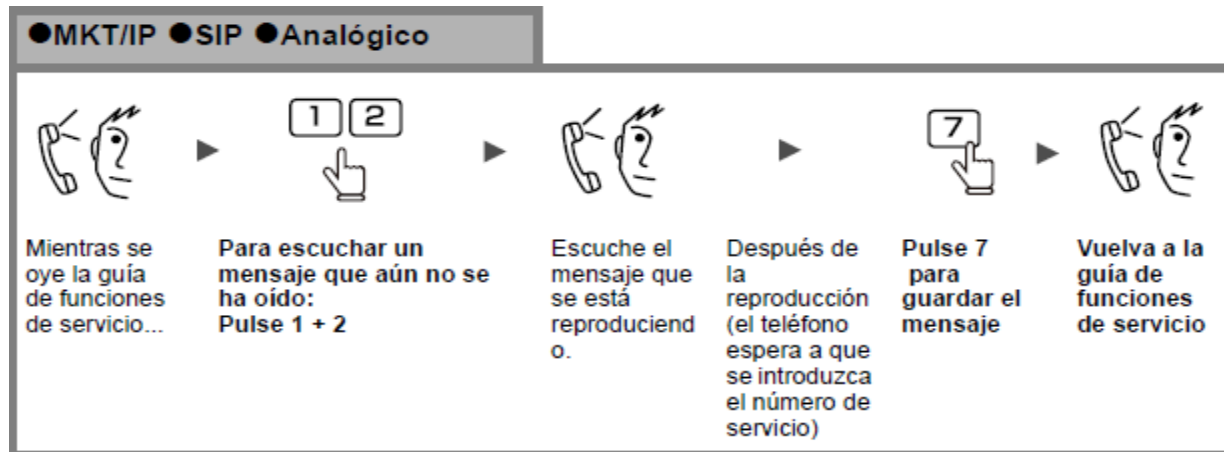 ●MKT/IP ●SIP ●Analógico
1 2
7
Mientras se
oye la guía
de funciones
de servicio...
Para escuchar un
mensaje que aún no se
ha oído:
Pulse 1 + 2
Escuche el
mensaje que
se está
reproduciend
o.
Después de
la
reproducción
(el teléfono
espera a que
se introduzca
el número de
servicio)
Pulse 7
para
guardar el
mensaje
Vuelva a la
guía de
funciones
de servicio